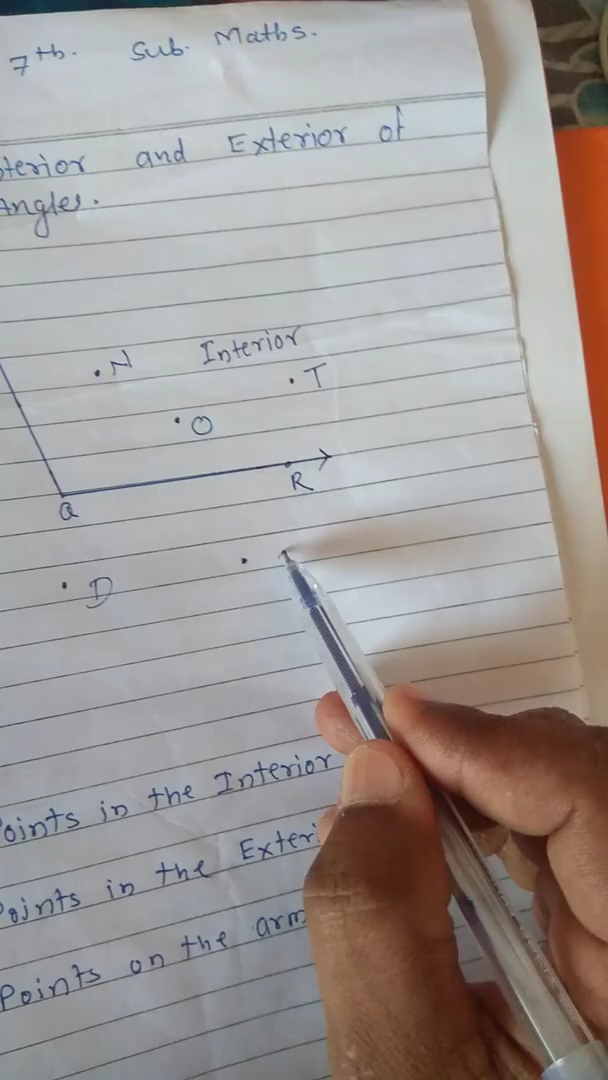 7th. Sub. Maths.
terior and Exterior of
Angles.
N Interior
T
O
R
Q
D
oints in the Interior
Points in the Exteri
Points on the arm